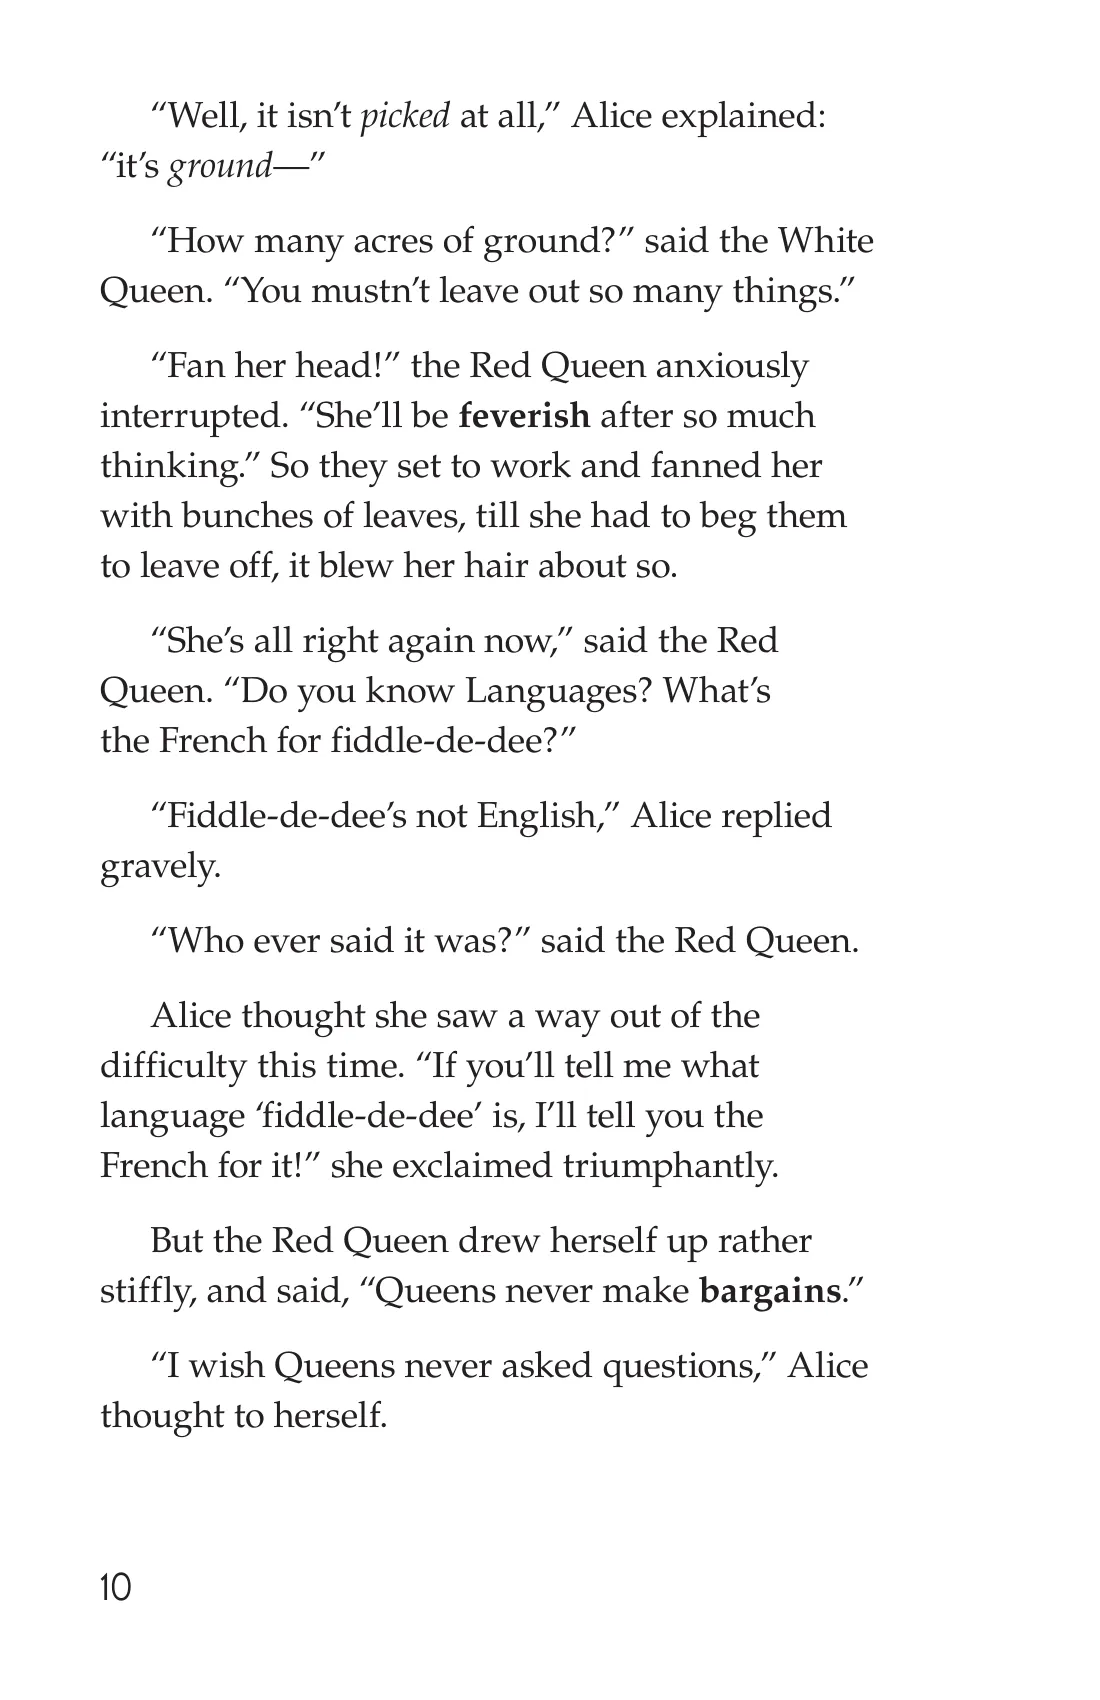 “Well, it isn’t picked at all,” Alice explained:
“it’s ground—”
“How many acres of ground?” said the White
Queen. “You mustn’t leave out so many things.”
“Fan her head!” the Red Queen anxiously
interrupted. “She’ll be feverish after so much
thinking.” So they set to work and fanned her
with bunches of leaves, till she had to beg them
to leave off, it blew her hair about so.
“She’s all right again now,” said the Red
Queen. “Do you know Languages? What’s
the French for fiddle-de-dee?”
“Fiddle-de-dee’s not English,” Alice replied
gravely.
“Who ever said it was?” said the Red Queen.
Alice thought she saw a way out of the
difficulty this time. “If you’ll tell me what
language ‘fiddle-de-dee’ is, I’ll tell you the
French for it!” she exclaimed triumphantly.
But the Red Queen drew herself up rather
stiffly, and said, “Queens never make bargains.”
“I wish Queens never asked questions,” Alice
thought to herself.
10